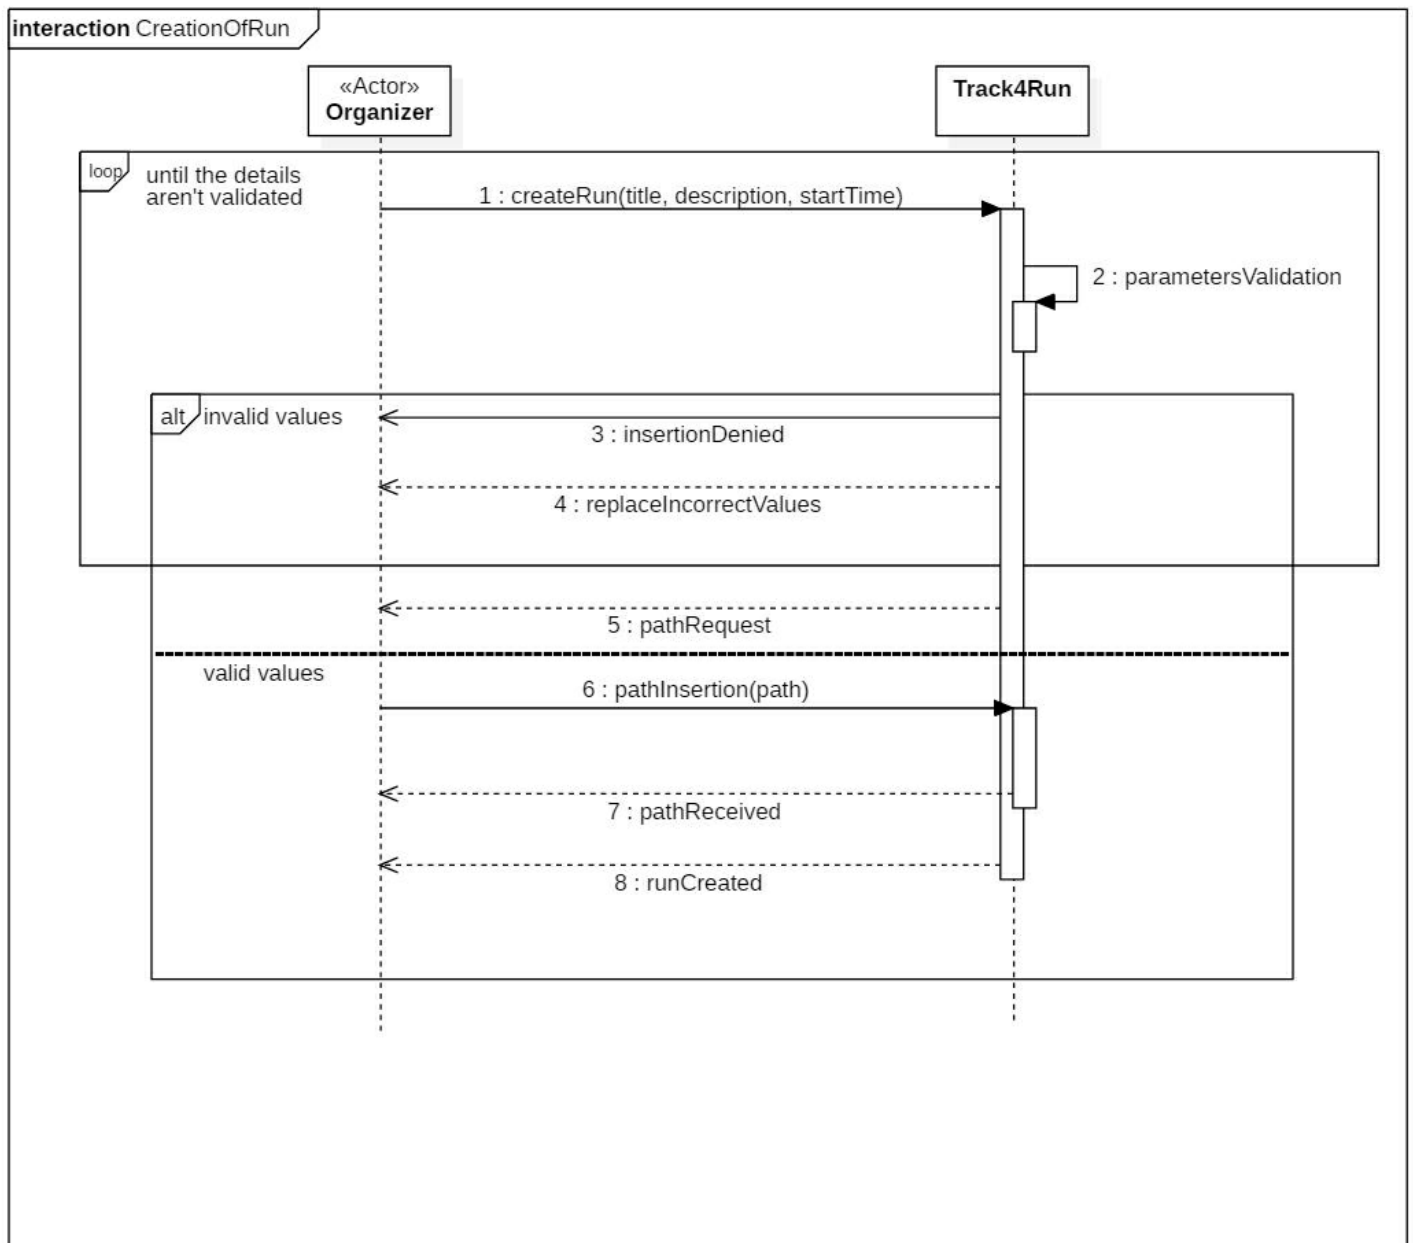 interaction CreationOfRun
«Actor»
Organizer
Track4Run
loop
until the details
aren't validated
1 : createRun(title, description, startTime)
2 : parametersValidation
alt
invalid values
3 : insertionDenied
4 : replaceIncorrectValues
5 : pathRequest
valid values
6 : pathInsertion(path)
7 : pathReceived
8 : runCreated